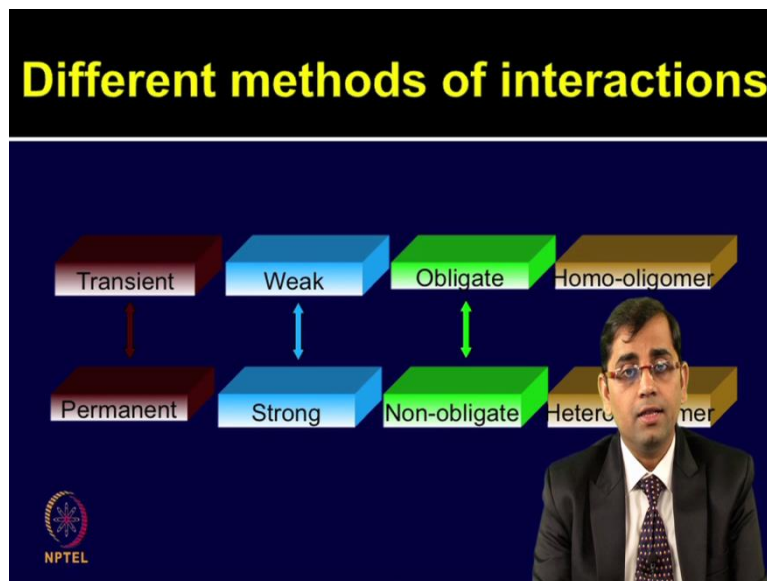 Different methods of interactions
Transient Weak Obligate Homo-oligomer
Permanent Strong Non-obligate
NPTEL